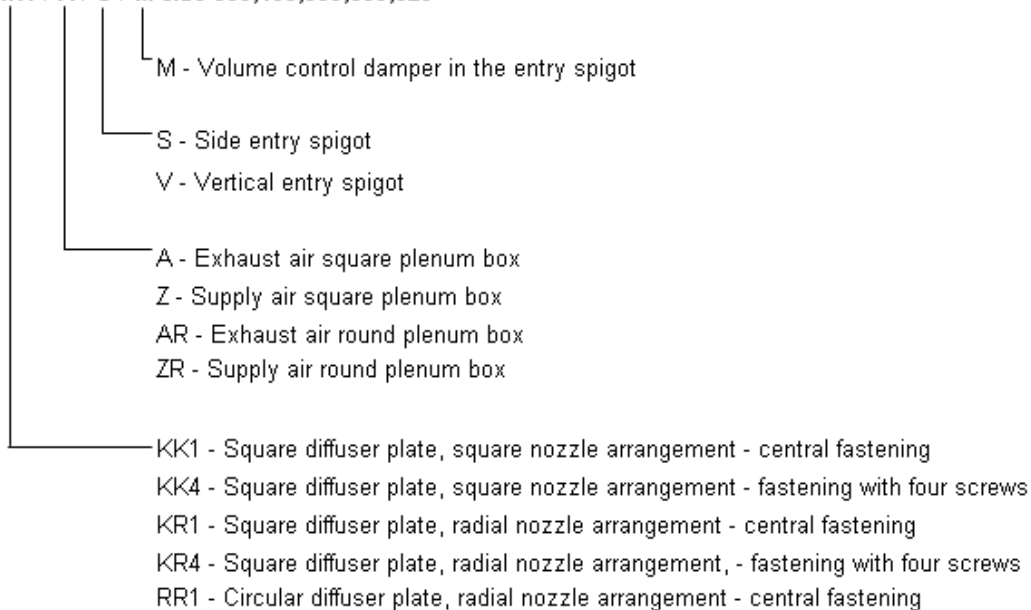 M - Volume control damper in the entry spigot
S - Side entry spigot
V - Vertical entry spigot
A - Exhaust air square plenum box
Z - Supply air square plenum box
AR - Exhaust air round plenum box
ZR - Supply air round plenum box
KK1 - Square diffuser plate, square nozzle arrangement - central fastening
KK4 - Square diffuser plate, square nozzle arrangement - fastening with four screws
KR1 - Square diffuser plate, radial nozzle arrangement - central fastening
KR4 - Square diffuser plate, radial nozzle arrangement, - fastening with four screws
RR1 - Circular diffuser plate, radial nozzle arrangement - central fastening